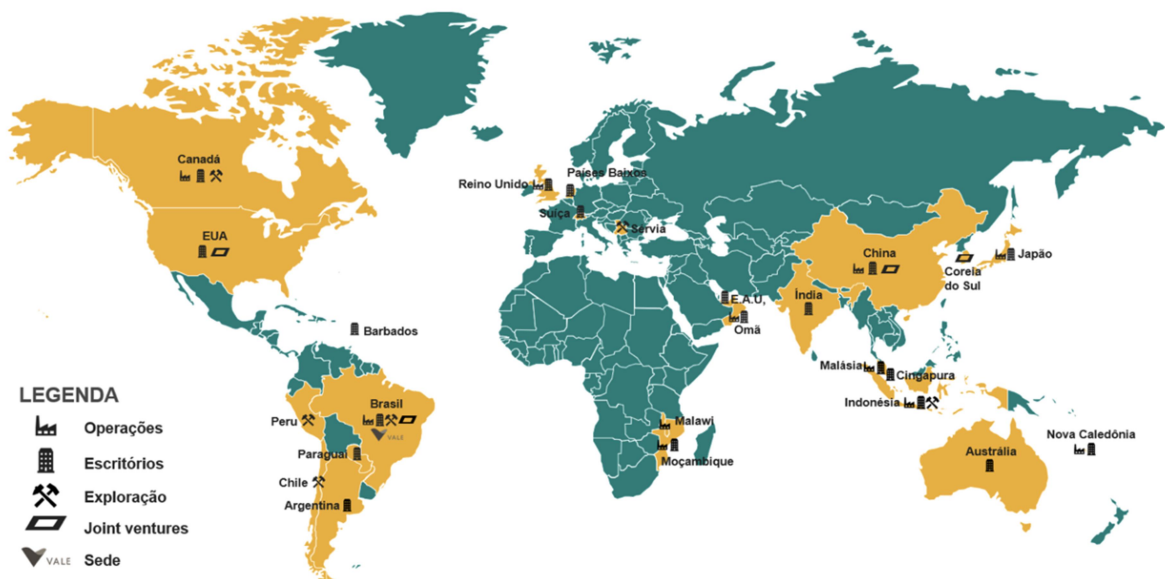 Canadá
EUA
Barbados
Peru
Brasil
VALE
Paraguai
Chile
Argentina
Reino Unido
Países Baixos
Suíça
Sérvia
E.A.U,
Omã
Malawi
Moçambique
China
Índia
Coreia
do Sul
Japão
Malásia
Cingapura
Indonésia
Austrália
Nova Caledônia
LEGENDA
Operações
Escritórios
Exploração
Joint ventures
VALE Sede